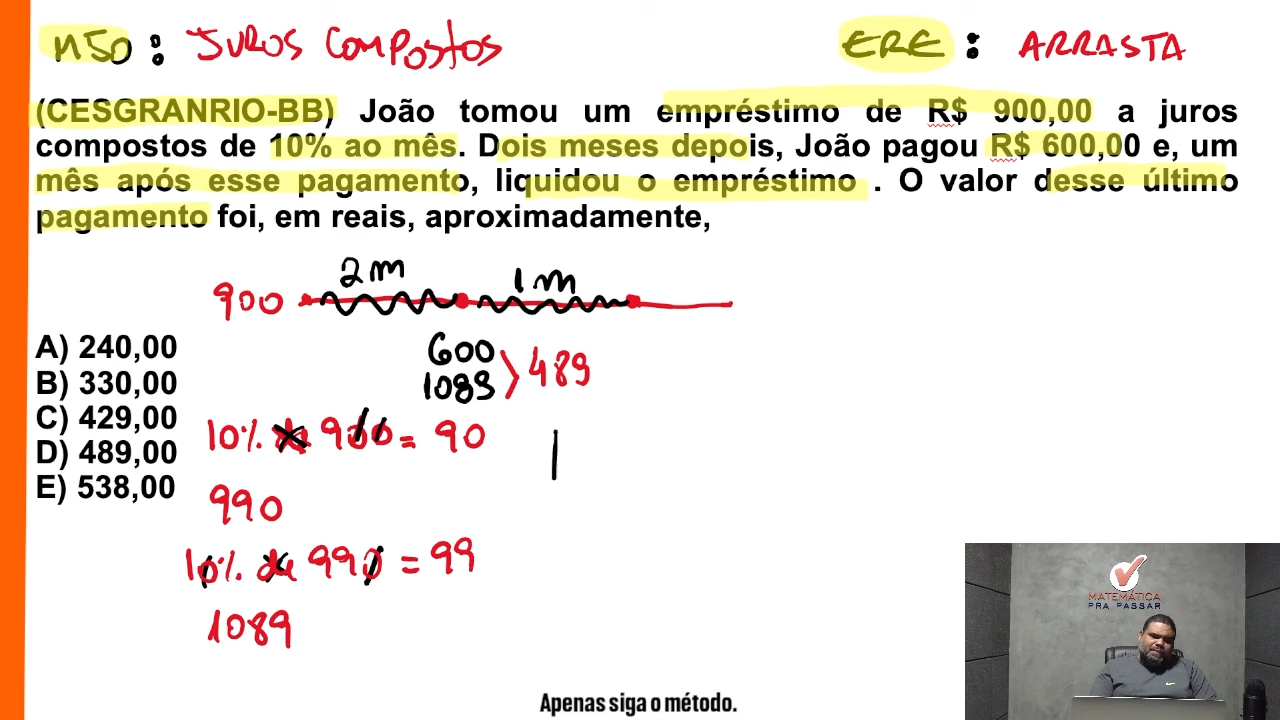 M50 : JUROS COMPOSTOS
ERE : ARRASTA
(CESGRANRIO-BB) João tomou um empréstimo de R$ 900,00 a juros
compostos de 10% ao mês. Dois meses depois, João pagou R$ 600,00 e, um
mês após esse pagamento, liquidou o empréstimo . O valor desse último
pagamento foi, em reais, aproximadamente,
2m 1m
900
A) 240,00
B) 330,00
C) 429,00
D) 489,00
E) 538,00
600
1089 > 489
10% de 900 = 90
1
990
10% de 990 = 99
1089
MATEMÁTICA
PRA PASSAR
Apenas siga o método.